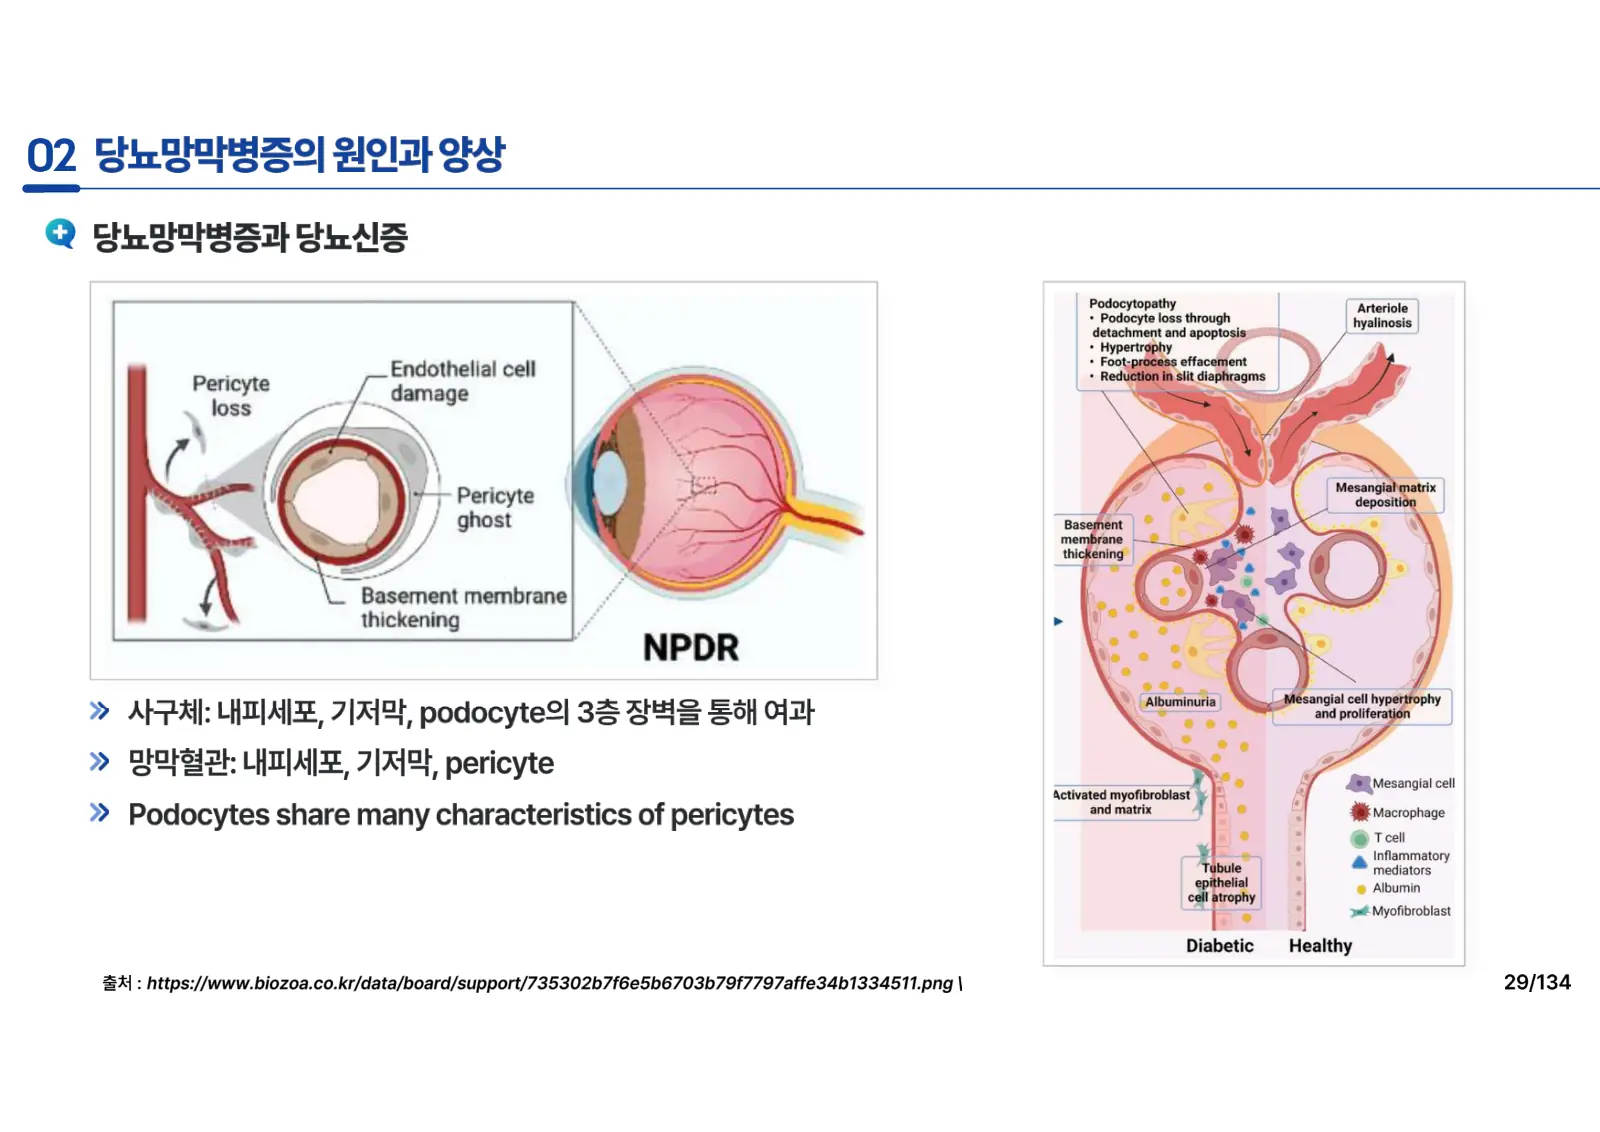 02 당뇨망막병증의 원인과 양상
당뇨망막병증과 당뇨신증
Pericyte
loss
Endothelial cell
damage
Pericyte
ghost
Basement membrane
thickening
NPDR
사구체: 내피세포, 기저막, podocyte의 3층 장벽을 통해 여과
망막혈관: 내피세포, 기저막, pericyte
Podocytes share many characteristics of pericytes
Podocytopathy
• Podocyte loss through
detachment and apoptosis
• Hypertrophy
• Foot-process effacement
• Reduction in slit diaphragms
Arteriole
hyalinosis
Mesangial matrix
deposition
Basement
membrane
thickening
Albuminuria
Mesangial cell hypertrophy
and proliferation
Activated myofibroblast
and matrix
Tubule
epithelial
cell atrophy
Mesangial cell
Macrophage
T cell
Inflammatory
mediators
Albumin
Myofibroblast
Diabetic Healthy
출처 : https://www.biozoa.co.kr/data/board/support/735302b7f6e5b6703b79f7797affe34b1334511.png \
29/134